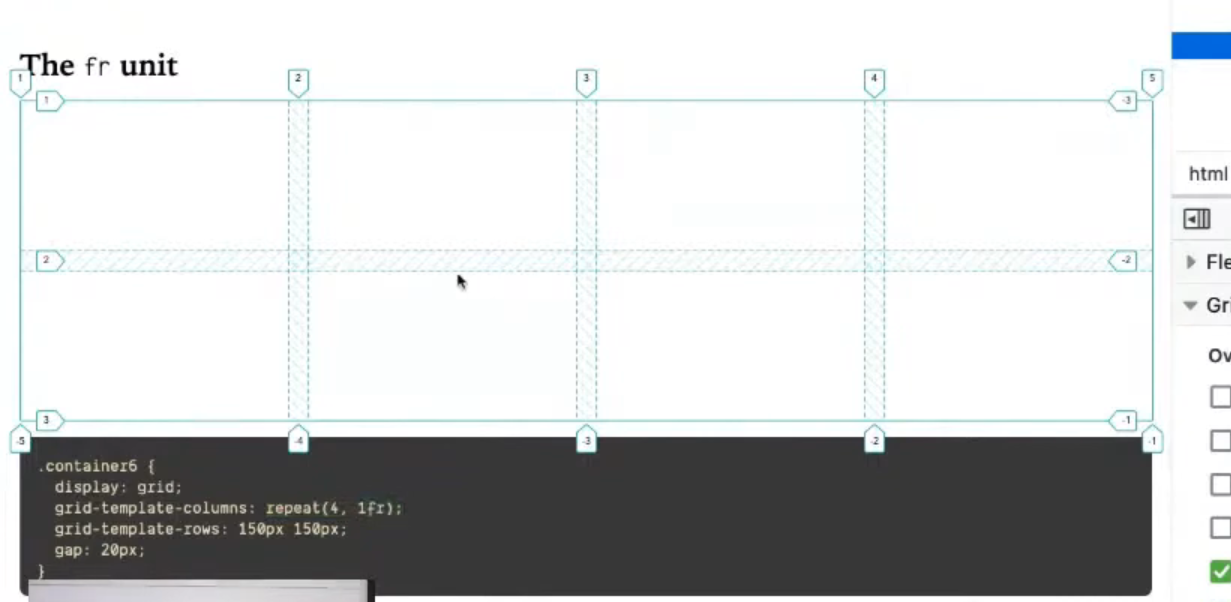 The fr unit
1 2 3 4 5
1 -3
2 -2
3 -1
-5 -4 -3 -2 -1
.container6 {
display: grid;
grid-template-columns: repeat(4, 1fr);
grid-template-rows: 150px 150px;
gap: 20px;
}
html
Fle
Gri
Ov